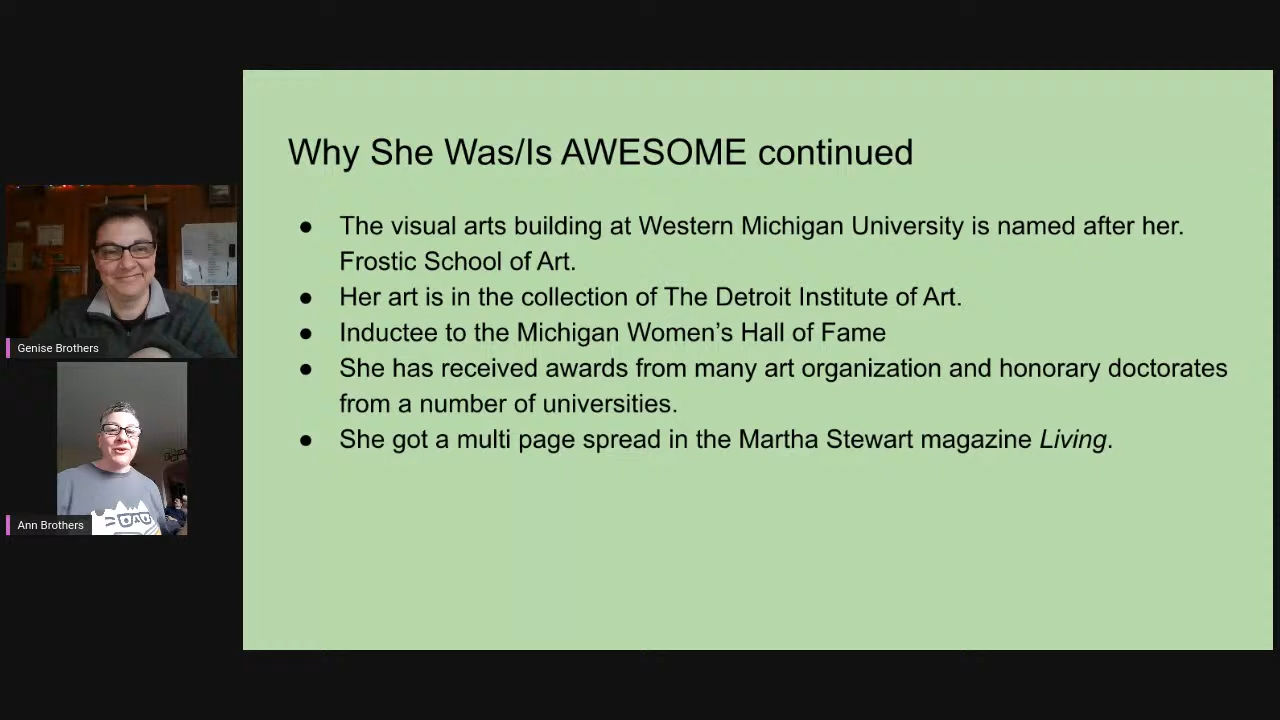 Why She Was/Is AWESOME continued
● The visual arts building at Western Michigan University is named after her.
Frostic School of Art.
● Her art is in the collection of The Detroit Institute of Art.
● Inductee to the Michigan Women’s Hall of Fame
● She has received awards from many art organization and honorary doctorates
from a number of universities.
● She got a multi page spread in the Martha Stewart magazine Living.
Genise Brothers
Ann Brothers